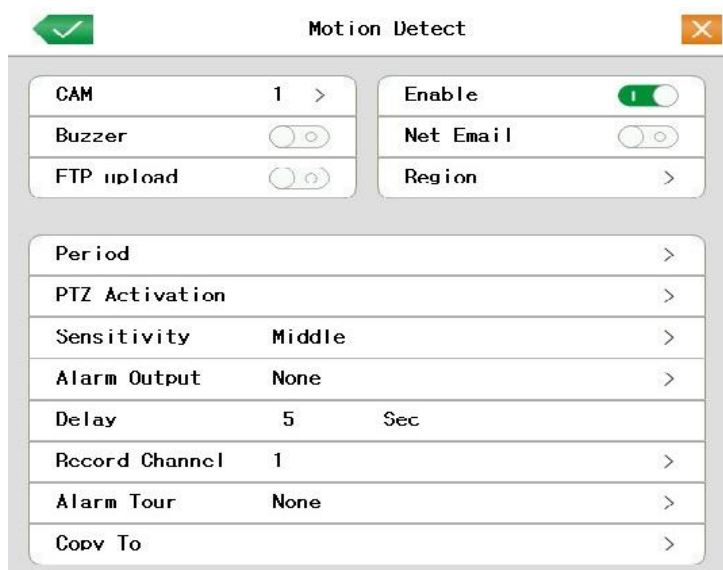 Motion Detect
CAM 1 >
Enable
Buzzer
Net Email
FTP upload
Region >
Period >
PTZ Activation >
Sensitivity Middle >
Alarm Output None >
Delay 5 Sec
Record Channel 1 >
Alarm Tour None >
Copy To >